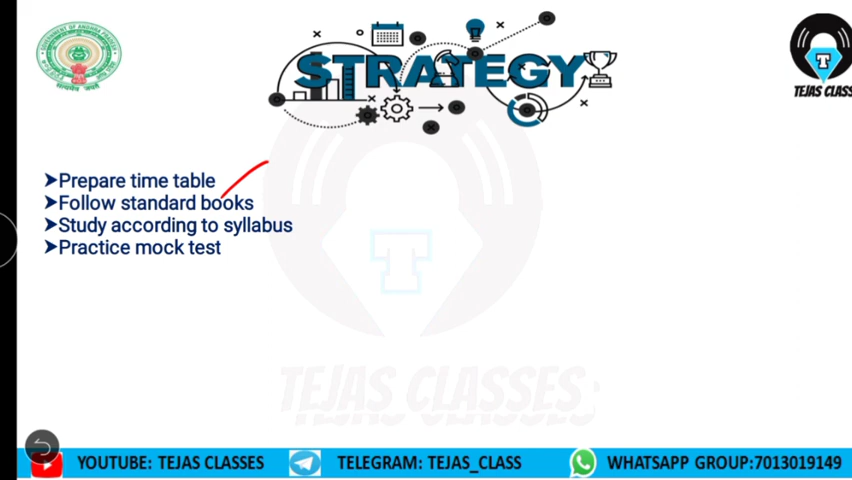 STRATEGY
TEJAS CLASS
➤Prepare time table
➤Follow standard books
➤Study according to syllabus
➤Practice mock test
TEJAS CLASSES
YOUTUBE: TEJAS CLASSES
TELEGRAM: TEJAS_CLASS
WHATSAPP GROUP:7013019149